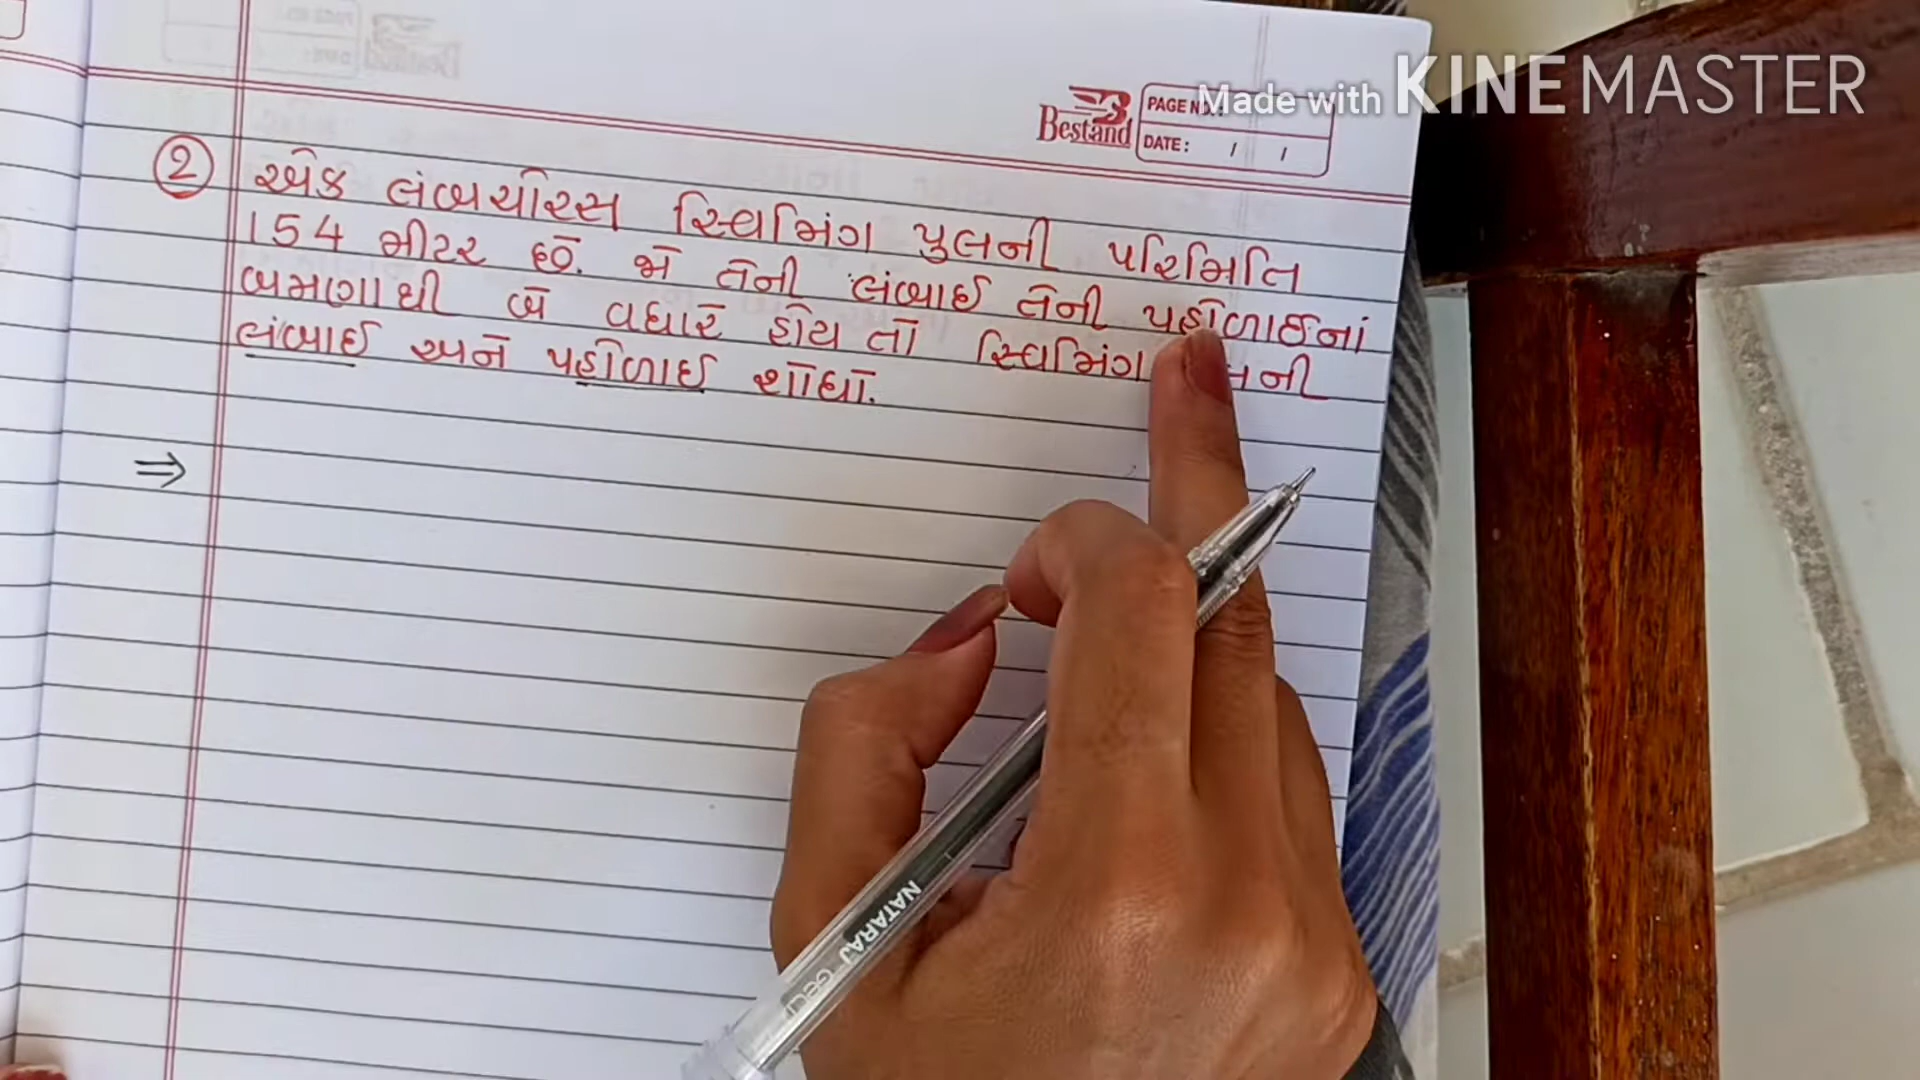 Made with KINEMASTER
Bestand
PAGE NO.:
DATE: / /
2 એક લંબચોરસ સ્વિમિંગ પુલની પરિમિતિ
154 મીટર છે. જો તેની લંબાઈ તેની પહોળાઈનાં
બમણાથી બે વધારે હોય તો સ્વિમિંગ
લંબાઈ અને પહોળાઈ શોધો.
⇒
NATARAJ